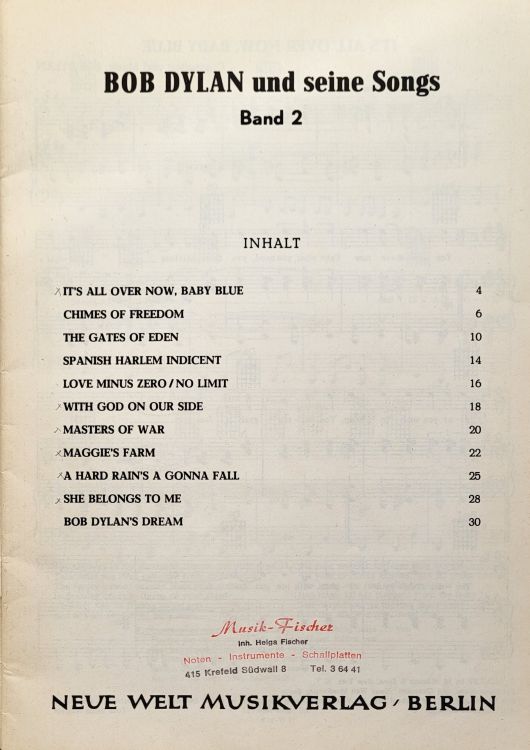 BOB DYLAN und seine Songs
Band 2
INHALT
IT'S ALL OVER NOW, BABY BLUE 4
CHIMES OF FREEDOM 6
THE GATES OF EDEN 10
SPANISH HARLEM INDICENT 14
LOVE MINUS ZERO / NO LIMIT 16
WITH GOD ON OUR SIDE 18
MASTERS OF WAR 20
MAGGIE'S FARM 22
A HARD RAIN'S A GONNA FALL 25
SHE BELONGS TO ME 28
BOB DYLAN'S DREAM 30
Musik-Fischer
Inh. Helga Fischer
Noten - Instrumente - Schallplatten
415 Krefeld Südwall 8 Tel. 3 64 41
NEUE WELT MUSIKVERLAG / BERLIN